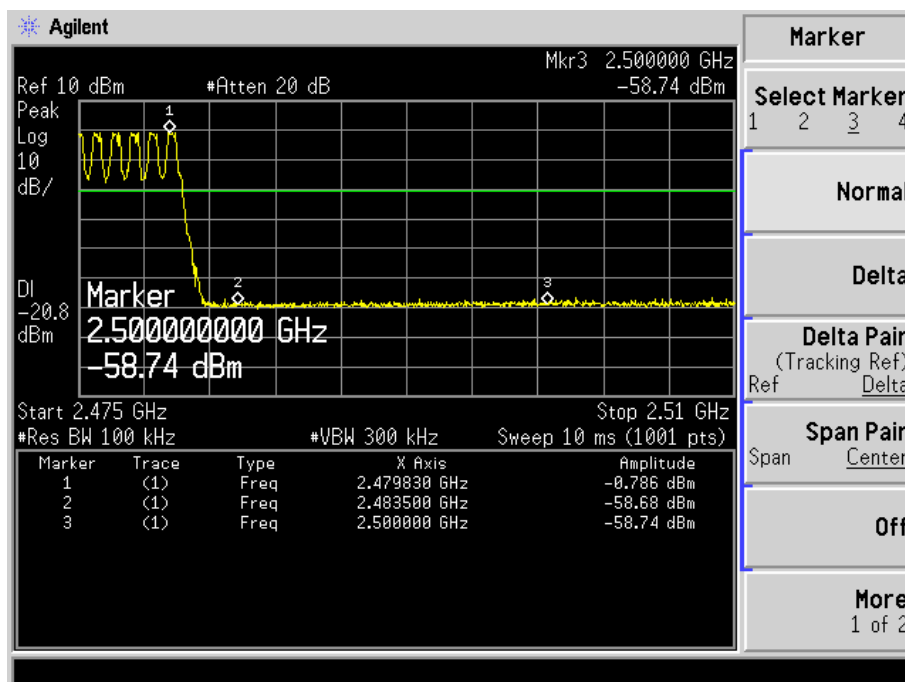 Agilent
Mkr3 2.500000 GHz
Ref 10 dBm #Atten 20 dB -58.74 dBm
Peak
Log
10
dB/
1
2
3
DI
-20.8
dBm
Marker
2.500000000 GHz
-58.74 dBm
Start 2.475 GHz Stop 2.51 GHz
#Res BW 100 kHz #VBW 300 kHz Sweep 10 ms (1001 pts)
Marker Trace Type X Axis Amplitude
1 (1) Freq 2.479830 GHz -0.786 dBm
2 (1) Freq 2.483500 GHz -58.68 dBm
3 (1) Freq 2.500000 GHz -58.74 dBm
Marker
Select Marker
1 2 3 4
Normal
Delta
Delta Pair
(Tracking Ref)
Ref Delta
Span Pair
Span Center
Off
More
1 of 2